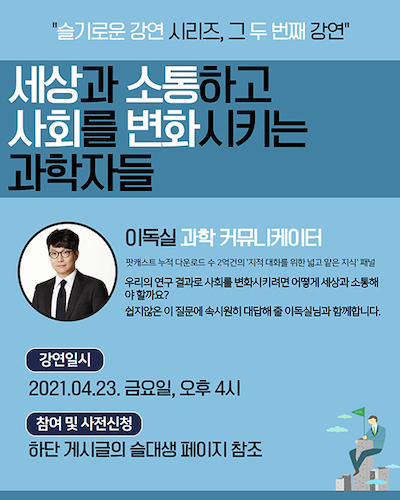 "슬기로운 강연 시리즈, 그 두 번째 강연"
세상과 소통하고
사회를 변화시키는
과학자들
이독실 과학 커뮤니케이터
팟캐스트 누적 다운로드 수 2억건의 '지적 대화를 위한 넓고 얕은 지식' 패널
우리의 연구 결과로 사회를 변화시키려면 어떻게 세상과 소통해
야 할까요?
쉽지않은 이 질문에 속시원히 대답해 줄 이독실님과 함께합니다.
강연일시
2021.04.23. 금요일, 오후 4시
참여 및 사전신청
하단 게시글의 슬대생 페이지 참조